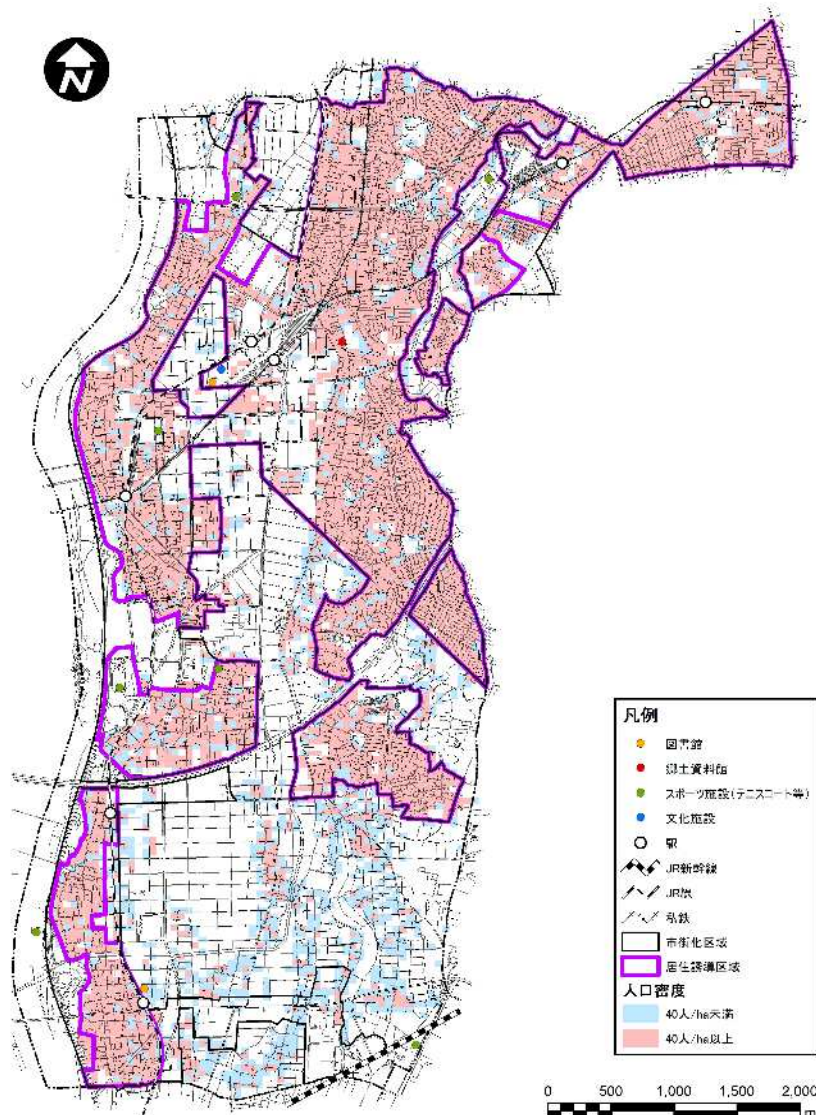 N
凡例
図書館
郷土資料館
スポーツ施設(テニスコート等)
文化施設
駅
JR新幹線
JR線
私鉄
市街化区域
居住誘導区域
人口密度
40人/ha未満
40人/ha以上
0 500 1,000 1,500 2,000
m